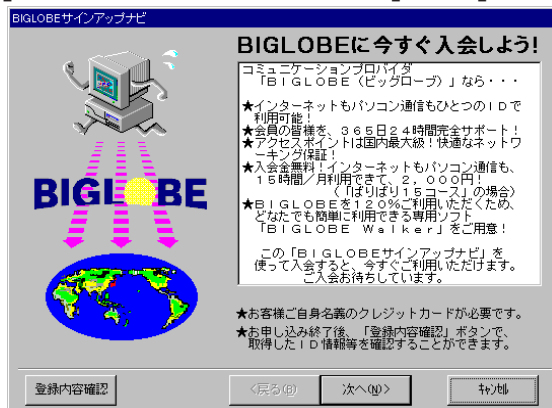 BIGLOBEサインアップナビ
BIGLOBEに今すぐ入会しよう!
コミュニケーションプロバイダ
「BIGLOBE(ビッグローブ)」なら・・・
★インターネットもパソコン通信もひとつのIDで
利用可能!
★会員の皆様を、365日24時間完全サポート!
★アクセスポイントは国内最大級!快適なネットワ
ーキング保証!
★入会金無料!インターネットもパソコン通信も、
15時間/月利用できて、2,000円!
(「ばりばり15コース」の場合)
★BIGLOBEを120%ご利用いただくため、
どなたでも簡単に利用できる専用ソフト
「BIGLOBE Walker」をご用意!
この「BIGLOBEサインアップナビ」を
使って入会すると、今すぐご利用いただけます。
ご入会お待ちしています。
BIGLOBE
★お客様ご自身名義のクレジットカードが必要です。
★お申し込み終了後、「登録内容確認」ボタンで、
取得したID情報等を確認することができます。
登録内容確認
<戻る(B)
次へ(N)>
キャンセル